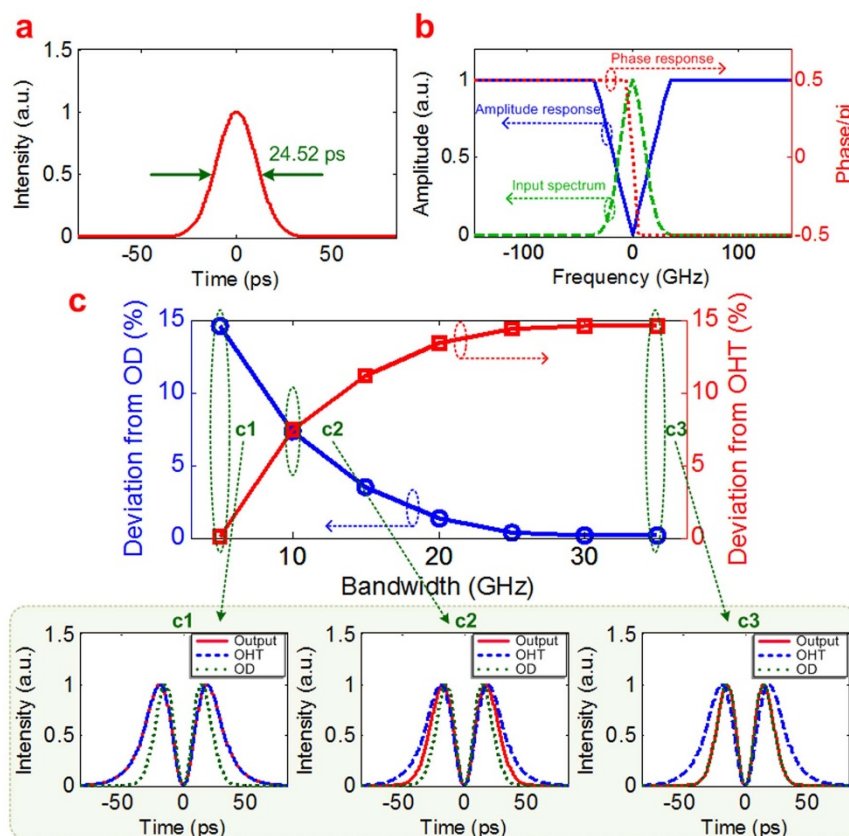 a
1.5
1
0.5
0
-50
0
50
Intensity (a.u.)
Time (ps)
24.52 ps
b
1
0.5
0
-100
0
100
Amplitude (a.u.)
Frequency (GHz)
0.5
0
-0.5
Phase/pi
Phase response
Amplitude response
Input spectrum
c
15
10
5
0
Deviation from OD (%)
10
20
30
Bandwidth (GHz)
15
10
5
0
Deviation from OHT (%)
c1
c2
c3
c1
1.5
1
0.5
0
-50
0
50
Intensity (a.u.)
Time (ps)
Output
OHT
OD
c2
1.5
1
0.5
0
-50
0
50
Intensity (a.u.)
Time (ps)
Output
OHT
OD
c3
1.5
1
0.5
0
-50
0
50
Intensity (a.u.)
Time (ps)
Output
OHT
OD